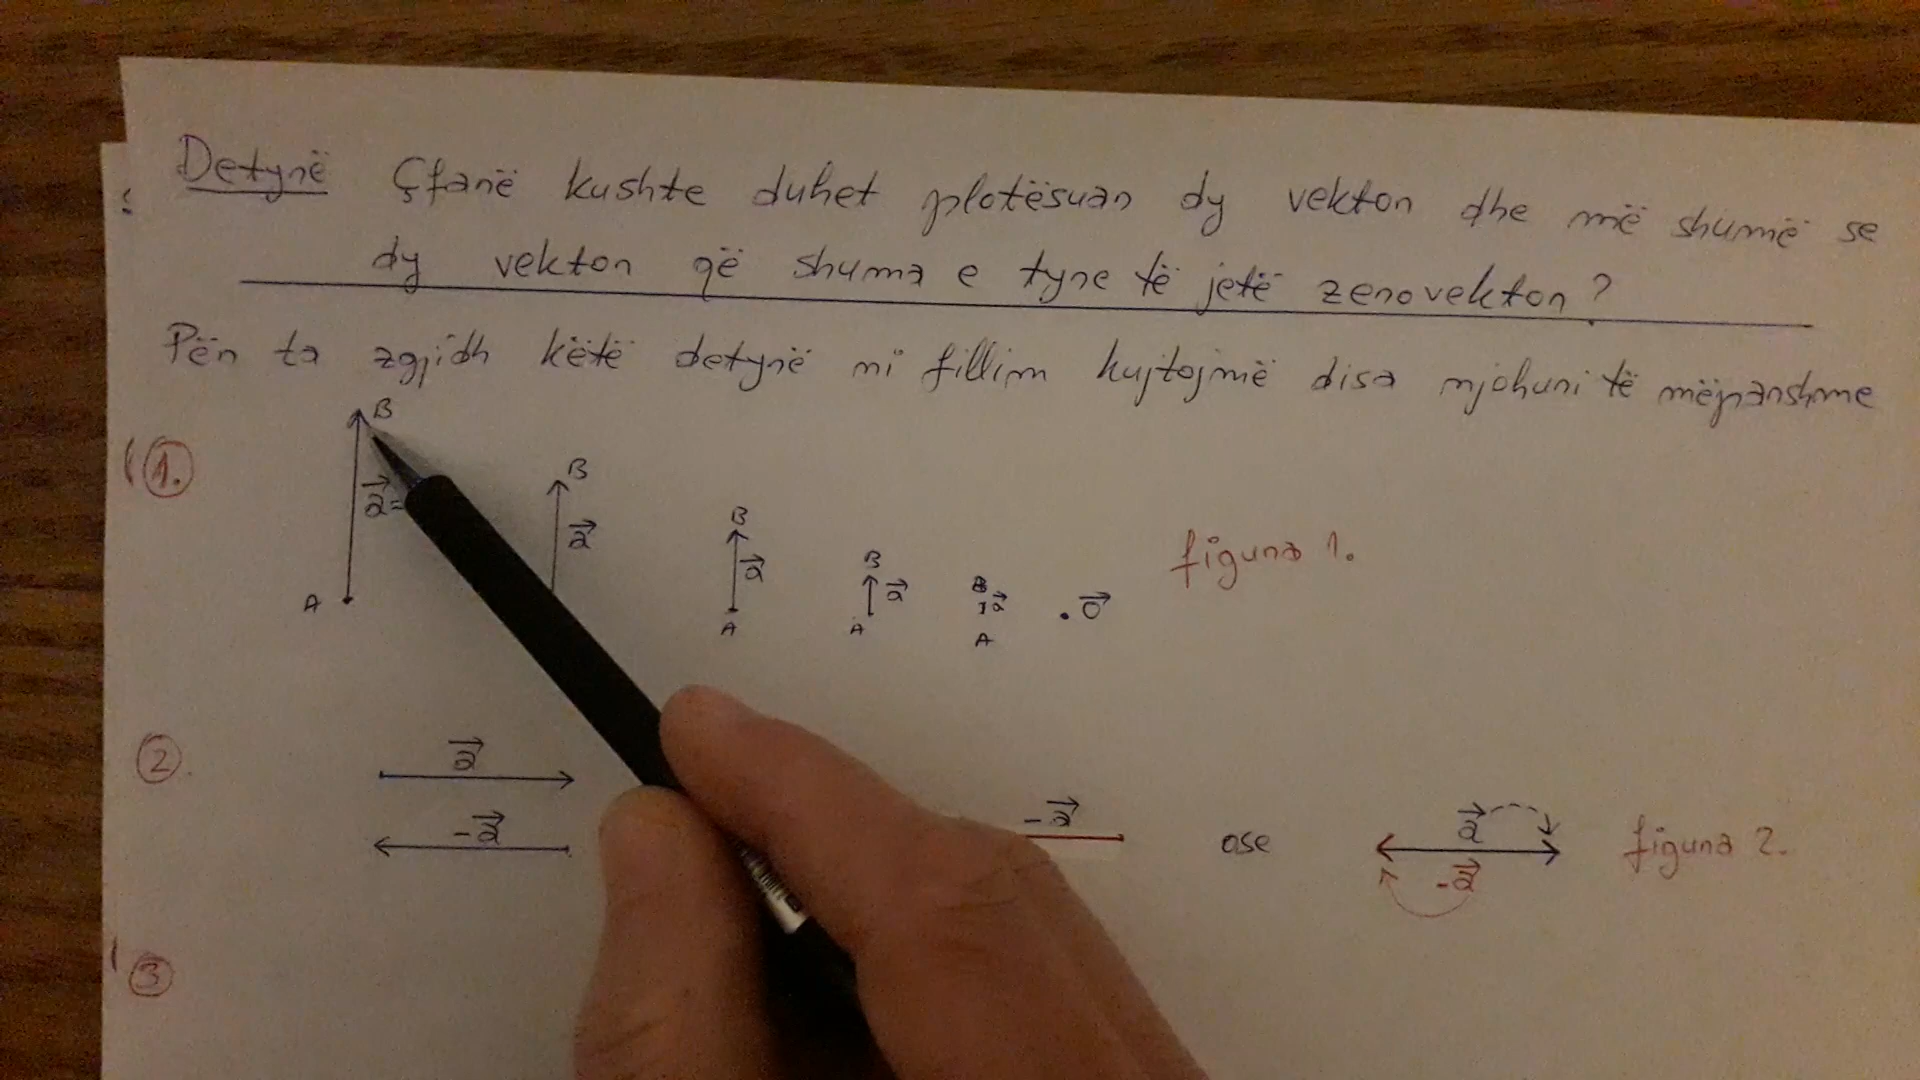 Detyrë Çfarë kushte duhet plotësuar dy vektor dhe më shumë se
dy vektor që shuma e tyre të jetë zerovektor?
Për ta zgjidh këtë detyrë në fillim kujtojmë disa njohuri të mëparshme
1.
B
a⃗=
A
B
a⃗
B
a⃗
A
B
a⃗
A
B
a⃗
A
. 0⃗
figura 1.
2.
a⃗
-a⃗
-a⃗
ose
a⃗
-a⃗
figura 2.
3